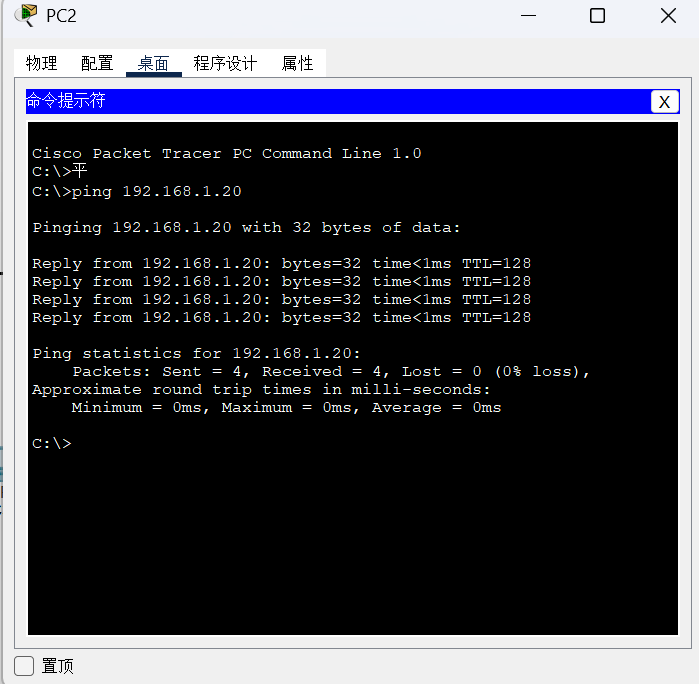 PC2
物理 配置 桌面 程序设计 属性
命令提示符 X
Cisco Packet Tracer PC Command Line 1.0
C:\>平
C:\>ping 192.168.1.20
Pinging 192.168.1.20 with 32 bytes of data:
Reply from 192.168.1.20: bytes=32 time<1ms TTL=128
Reply from 192.168.1.20: bytes=32 time<1ms TTL=128
Reply from 192.168.1.20: bytes=32 time<1ms TTL=128
Reply from 192.168.1.20: bytes=32 time<1ms TTL=128
Ping statistics for 192.168.1.20:
Packets: Sent = 4, Received = 4, Lost = 0 (0% loss),
Approximate round trip times in milli-seconds:
Minimum = 0ms, Maximum = 0ms, Average = 0ms
C:\>
置顶